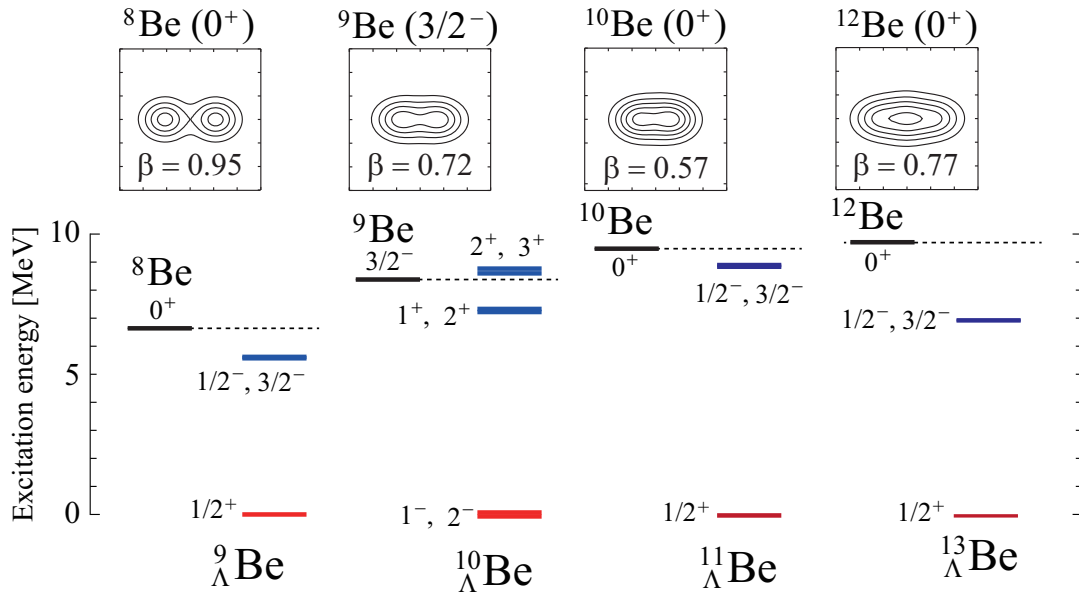 ⁸Be (0⁺) ⁹Be (3/2⁻) ¹⁰Be (0⁺) ¹²Be (0⁺)
β = 0.95 β = 0.72 β = 0.57 β = 0.77
Excitation energy [MeV]
10
5
0
⁸Be
0⁺
1/2⁻, 3/2⁻
1/2⁺
⁹ΛBe
⁹Be
3/2⁻
2⁺, 3⁺
1⁺, 2⁺
1⁻, 2⁻
¹⁰ΛBe
¹⁰Be
0⁺
1/2⁻, 3/2⁻
1/2⁺
¹¹ΛBe
¹²Be
0⁺
1/2⁻, 3/2⁻
1/2⁺
¹³ΛBe